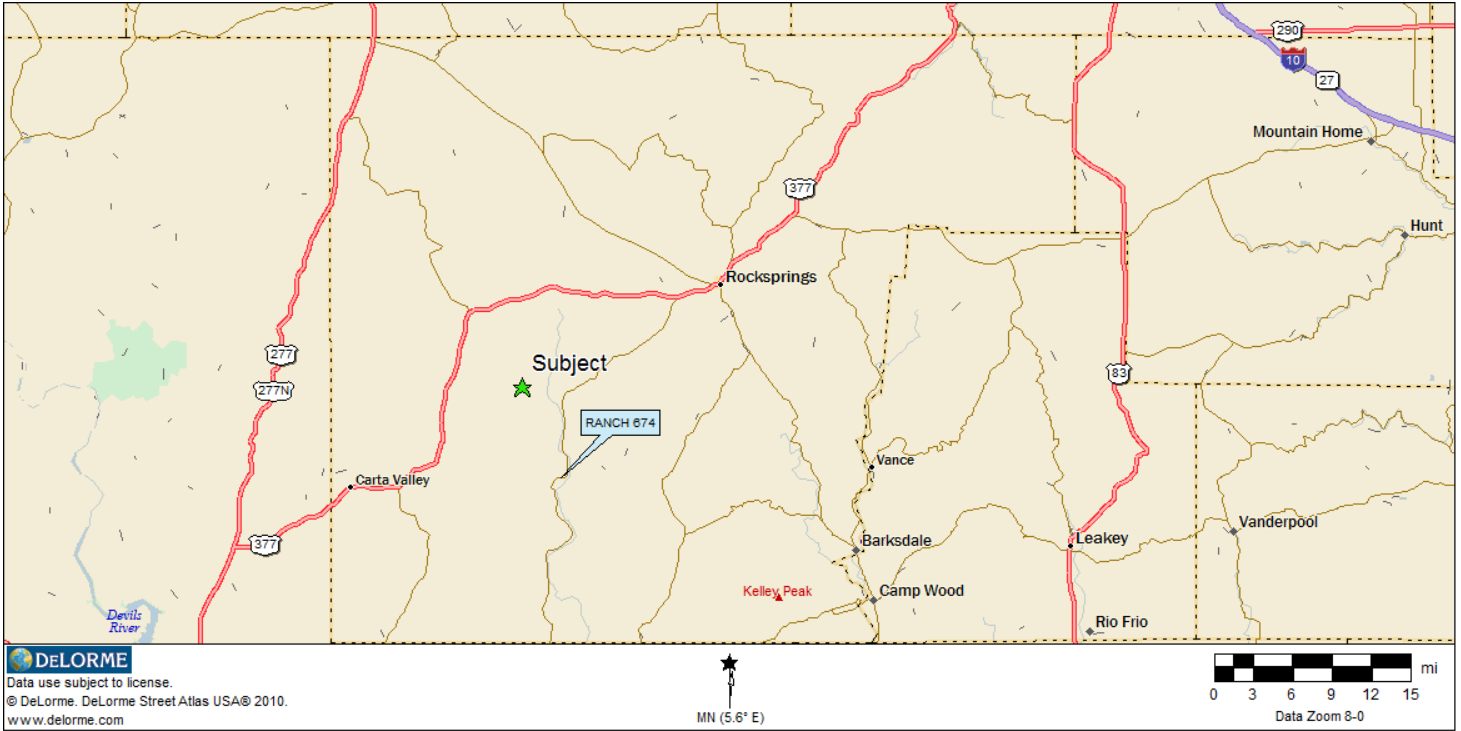 290
10
27
Mountain Home
377
Hunt
Rocksprings
277
Subject
83
277N
RANCH 674
Vance
Carta Valley
Vanderpool
Leakey
Barksdale
377
Kelley Peak
Camp Wood
Devils
River
Rio Frio
DELORME
Data use subject to license.
© DeLorme. DeLorme Street Atlas USA® 2010.
www.delorme.com
MN (5.6° E)
mi
0 3 6 9 12 15
Data Zoom 8-0